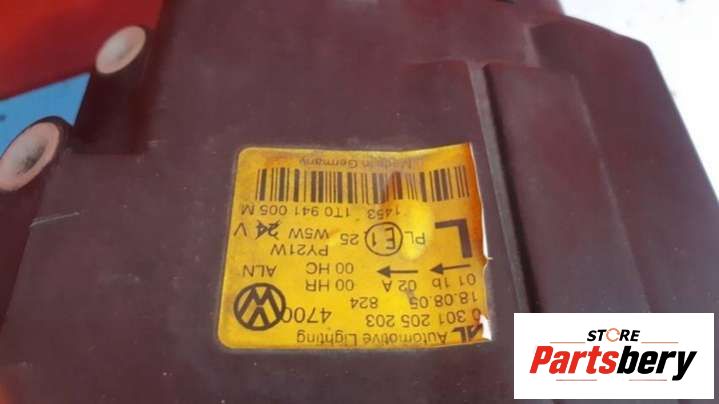 AL
Automotive Lighting
301 205 203
4700
18.08.05 824
01 1b 02 A 00 HR
00 HC ALN
L
PL E1 25 W5W
PY21W
24 V
1453 1T0 941 005 M
Made in Germany
STORE
Partsbery